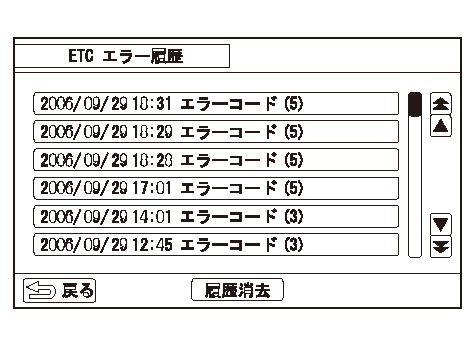 ETC エラー履歴
2006/09/29 18:31 エラーコード (5)
2006/09/29 18:29 エラーコード (5)
2006/09/29 18:28 エラーコード (5)
2006/09/29 17:01 エラーコード (5)
2006/09/29 14:01 エラーコード (3)
2006/09/29 12:45 エラーコード (3)
戻る 履歴消去